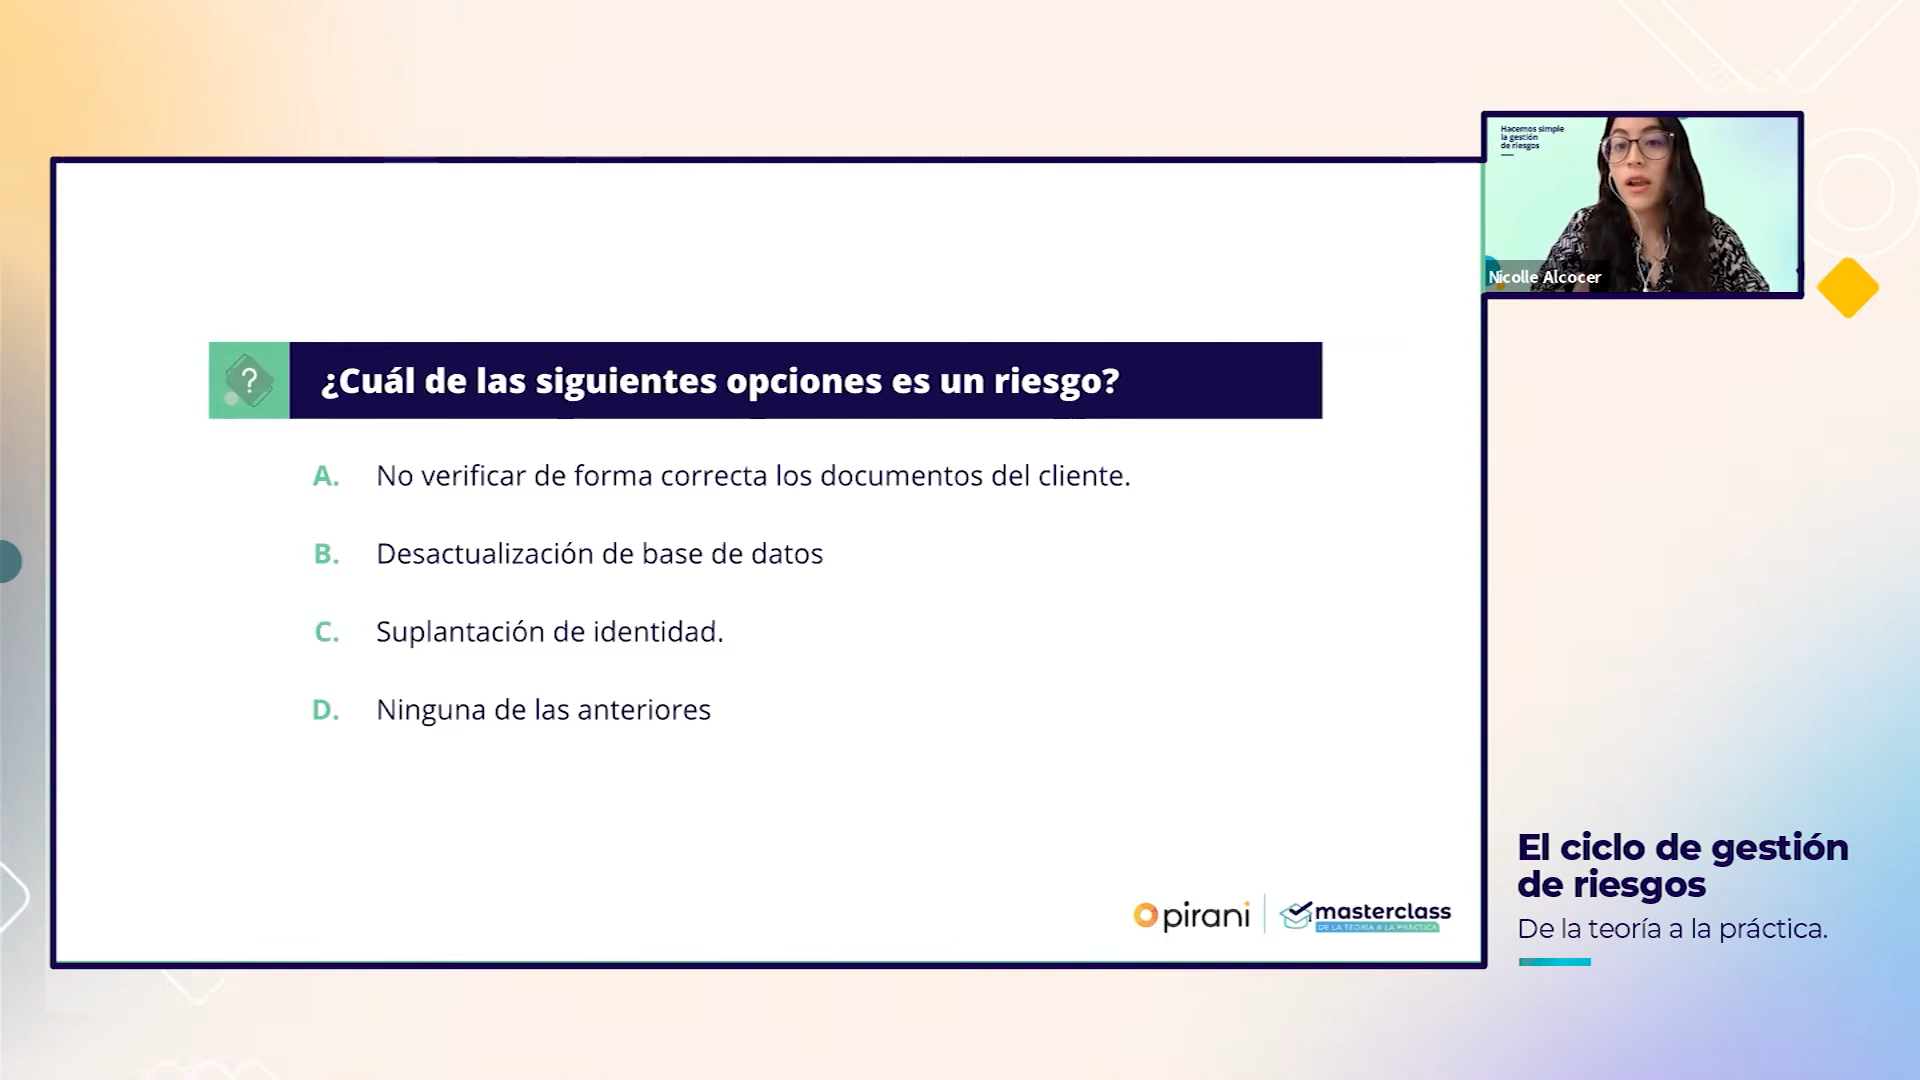 Hacemos simple
la gestión
de riesgos
Nicolle Alcocer
?
¿Cuál de las siguientes opciones es un riesgo?
A. No verificar de forma correcta los documentos del cliente.
B. Desactualización de base de datos
C. Suplantación de identidad.
D. Ninguna de las anteriores
pirani
masterclass
DE LA TEORÍA A LA PRÁCTICA
El ciclo de gestión
de riesgos
De la teoría a la práctica.